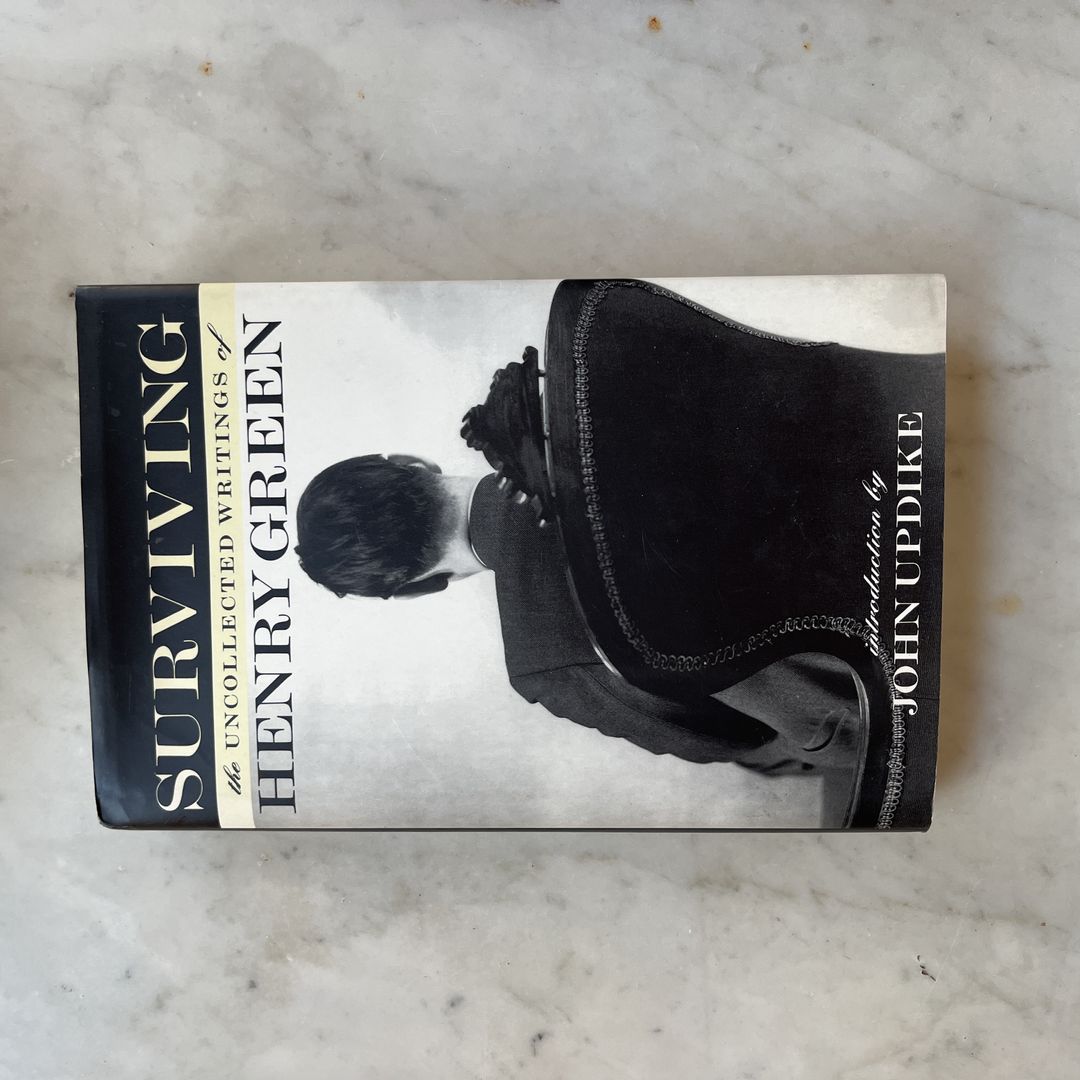 SURVIVING
the UNCOLLECTED WRITINGS of
HENRY GREEN
introduction by
JOHN UPDIKE